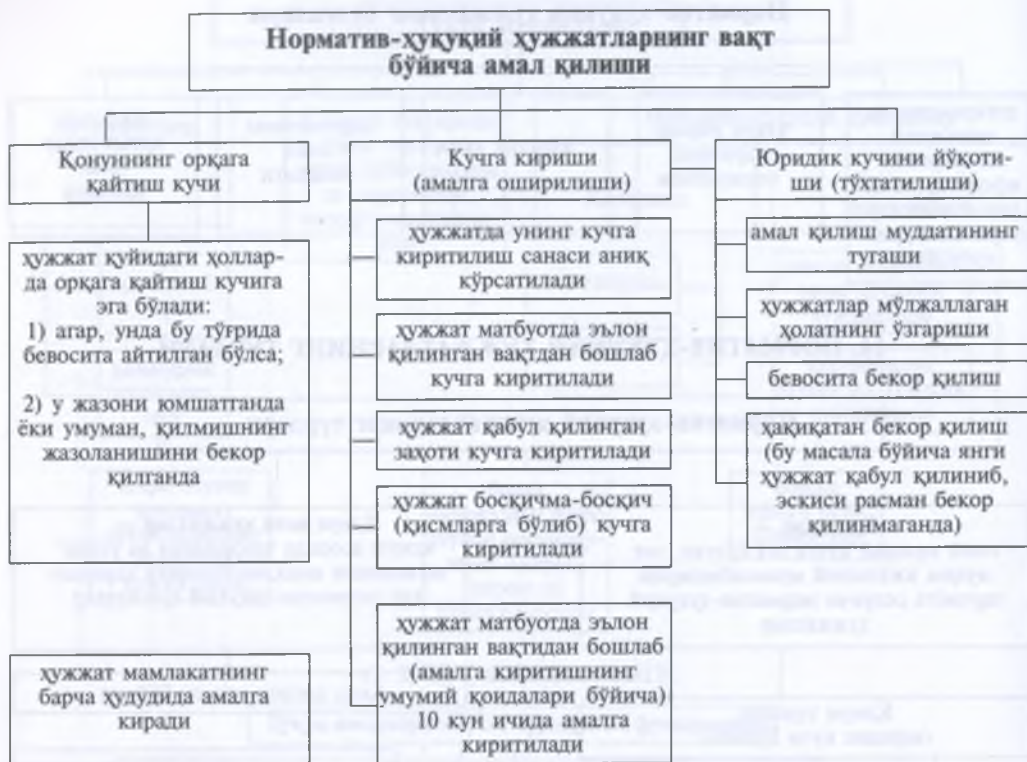 Норматив-ҳуқуқий ҳужжатларнинг вақт
бўйича амал қилиши
Қонуннинг орқага
қайтиш кучи
ҳужжат қуйидаги ҳоллар-
да орқага қайтиш кучига
эга бўлади:
1) агар, унда бу тўғрида
бевосита айтилган бўлса;
2) у жазони юмшатганда
ёки умуман, қилмишнинг
жазоланишини бекор
қилганда
ҳужжат мамлакатнинг
барча ҳудудида амалга
киради
Кучга кириши
(амалга оширилиши)
ҳужжатда унинг кучга
киритилиш санаси аниқ
кўрсатилади
ҳужжат матбуотда эълон
қилинган вақтдан бошлаб
кучга киритилади
ҳужжат қабул қилинган
заҳоти кучга киритилади
ҳужжат босқичма-босқич
(қисмларга бўлиб) кучга
киритилади
ҳужжат матбуотда эълон
қилинган вақтидан бошлаб
(амалга киритишнинг
умумий қоидалари бўйича)
10 кун ичида амалга
киритилади
Юридик кучини йўқоти-
ши (тўхтатилиши)
амал қилиш муддатининг
тугаши
ҳужжатлар мўлжаллаган
ҳолатнинг ўзгариши
бевосита бекор қилиш
ҳақиқатан бекор қилиш
(бу масала бўйича янги
ҳужжат қабул қилиниб,
эскиси расман бекор
қилинмаганда)